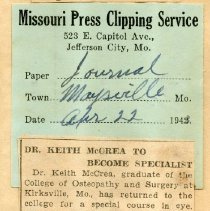 Missouri Press Clipping Service
523 E. Capitol Ave.,
Jefferson City, Mo.
Paper Journal
Town Maysville Mo.
Date Apr 22 1942
DR. KEITH McCREA TO
BECOME SPECIALIST
Dr. Keith McCrea, graduate of the
College of Osteopathy and Surgery at
Kirksville, Mo., has returned to the
college for a special course in eye,